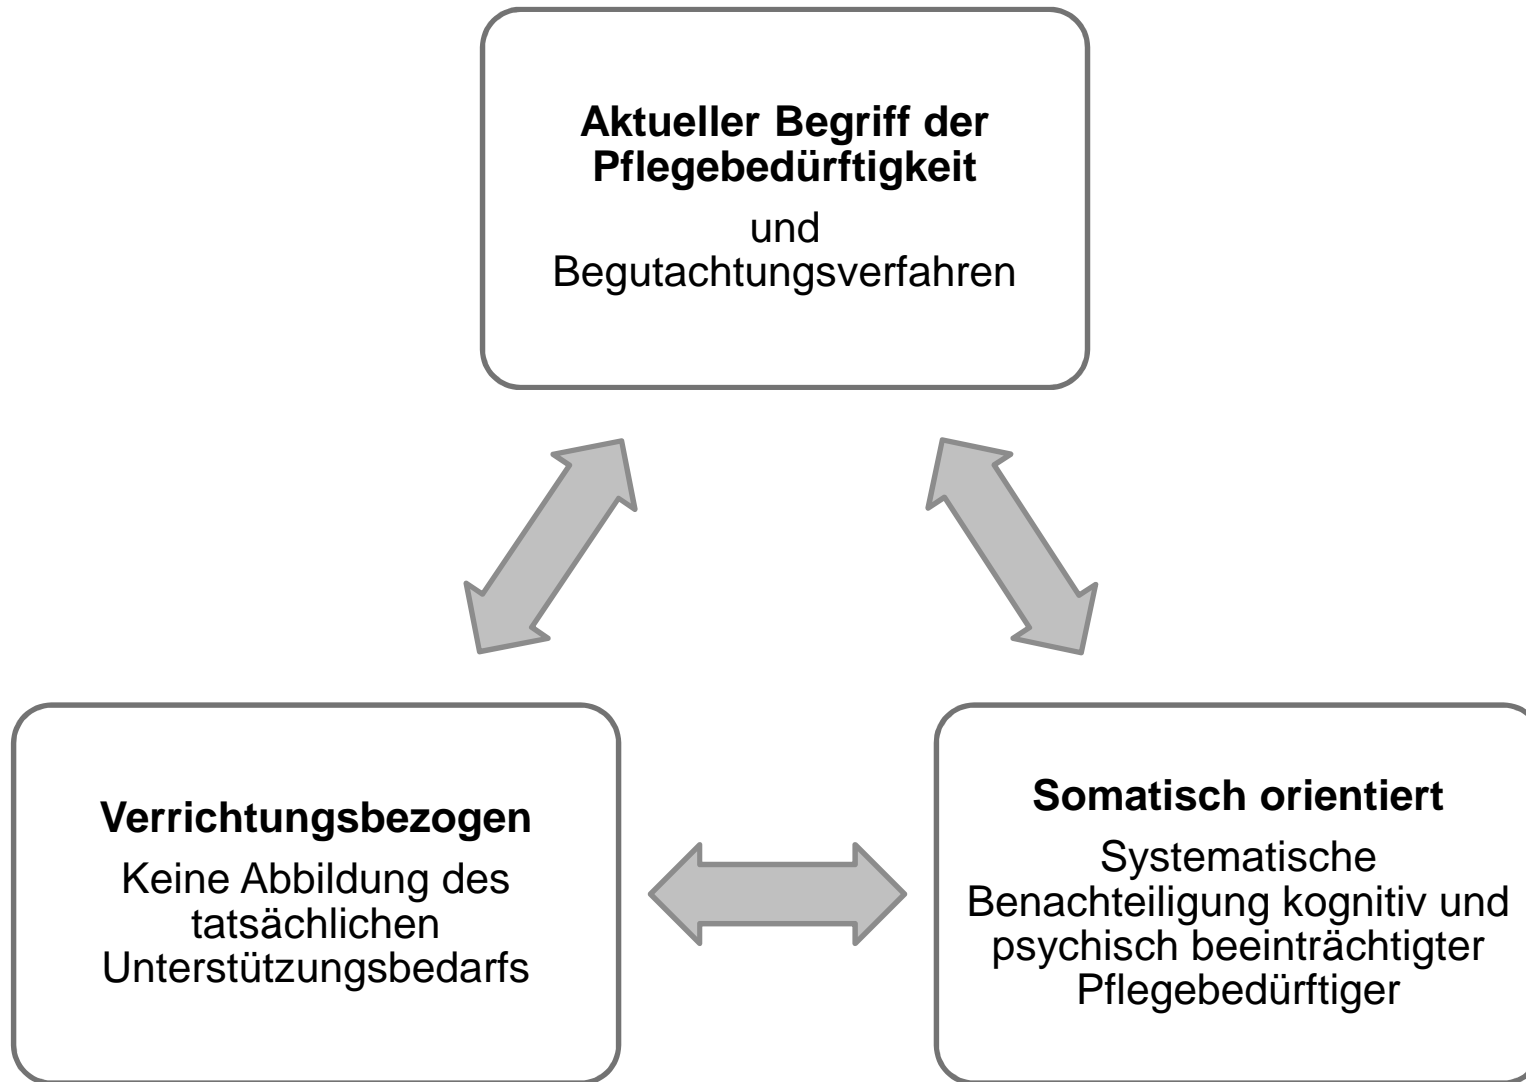 Aktueller Begriff der
Pflegebedürftigkeit
und
Begutachtungsverfahren
Verrichtungsbezogen
Keine Abbildung des
tatsächlichen
Unterstützungsbedarfs
Somatisch orientiert
Systematische
Benachteiligung kognitiv und
psychisch beeinträchtigter
Pflegebedürftiger